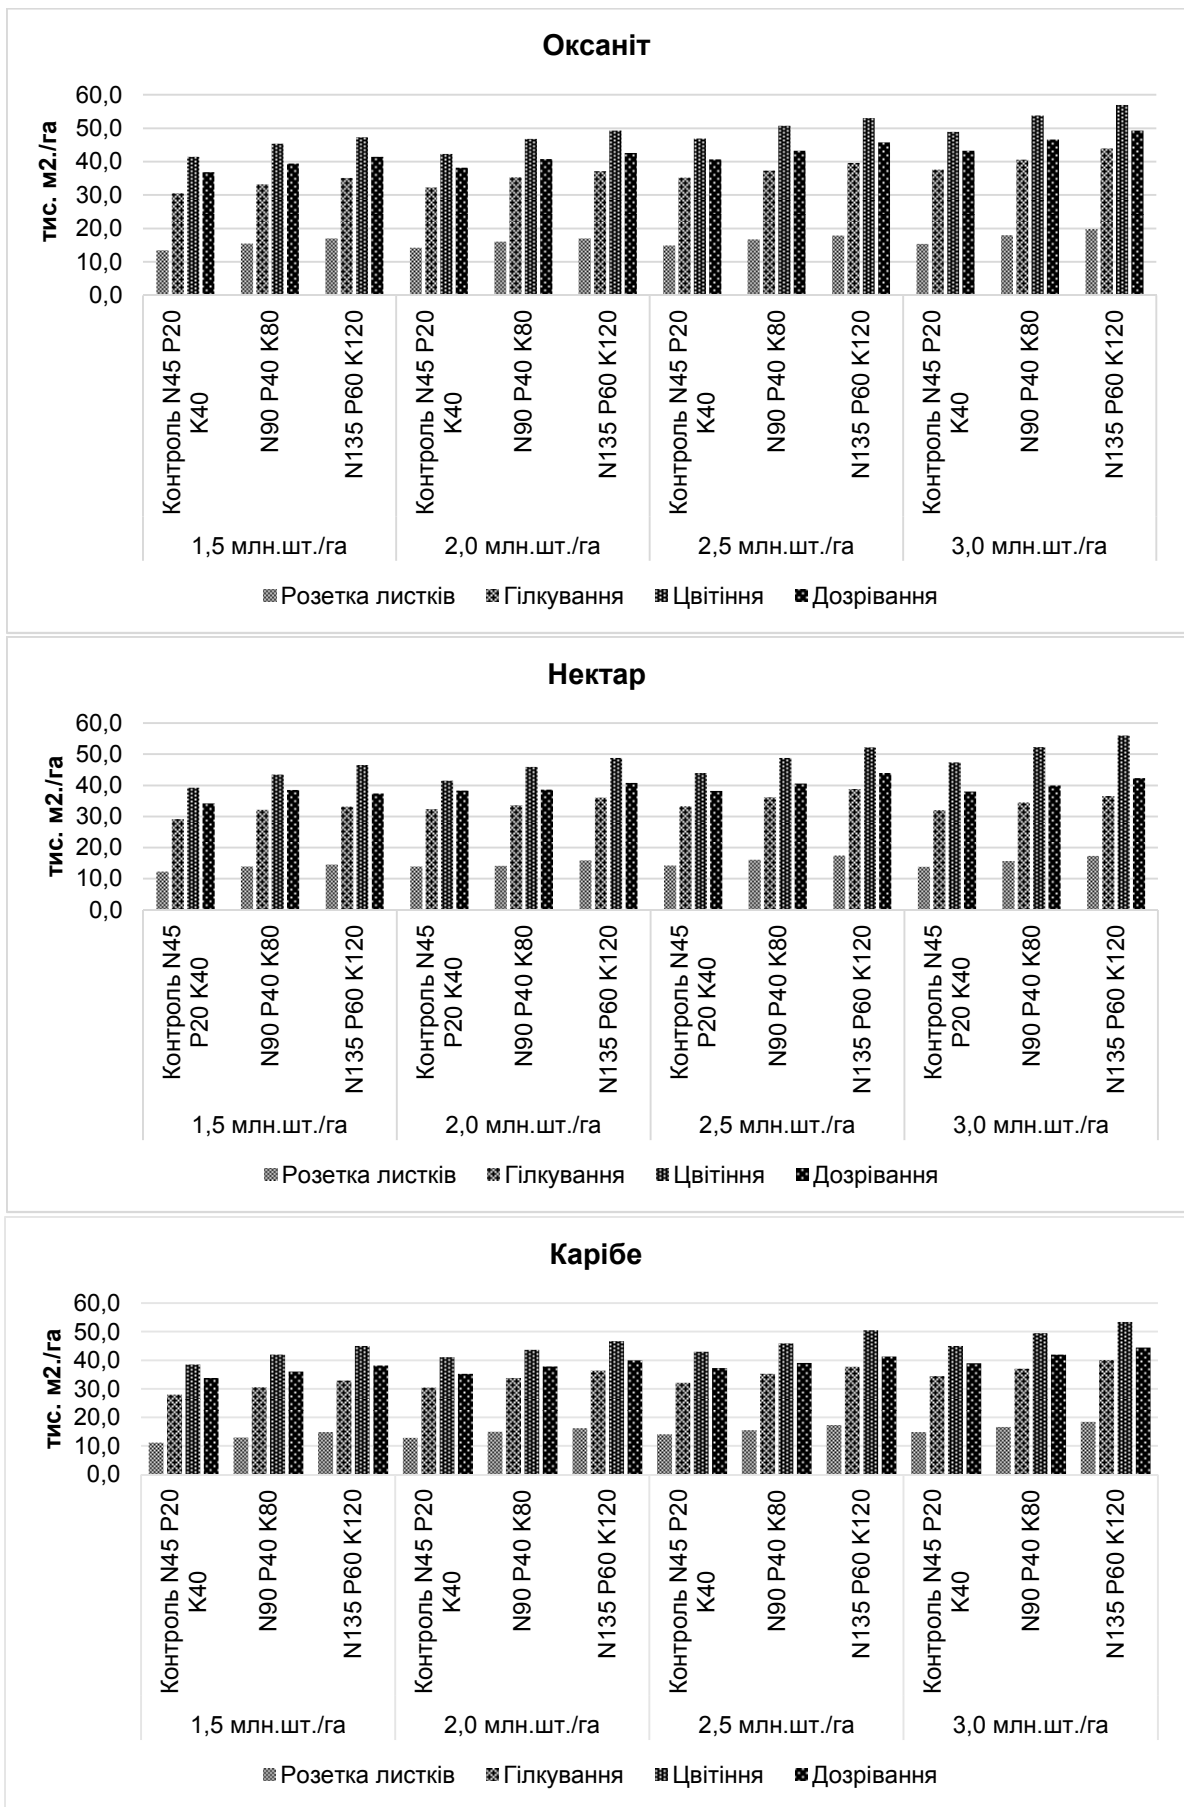 Оксаніт
тис. м2./га
60,0
50,0
40,0
30,0
20,0
10,0
0,0
Контроль N45 P20
K40
N90 P40 K80
N135 P60 K120
Контроль N45 P20
K40
N90 P40 K80
N135 P60 K120
Контроль N45 P20
K40
N90 P40 K80
N135 P60 K120
Контроль N45 P20
K40
N90 P40 K80
N135 P60 K120
1,5 млн.шт./га 2,0 млн.шт./га 2,5 млн.шт./га 3,0 млн.шт./га
Розетка листків Гілкування Цвітіння Дозрівання
Нектар
тис. м2./га
60,0
50,0
40,0
30,0
20,0
10,0
0,0
Контроль N45
P20 K40
N90 P40 K80
N135 P60 K120
Контроль N45
P20 K40
N90 P40 K80
N135 P60 K120
Контроль N45
P20 K40
N90 P40 K80
N135 P60 K120
Контроль N45
P20 K40
N90 P40 K80
N135 P60 K120
1,5 млн.шт./га 2,0 млн.шт./га 2,5 млн.шт./га 3,0 млн.шт./га
Розетка листків Гілкування Цвітіння Дозрівання
Карібе
тис. м2./га
60,0
50,0
40,0
30,0
20,0
10,0
0,0
Контроль N45 P20
K40
N90 P40 K80
N135 P60 K120
Контроль N45 P20
K40
N90 P40 K80
N135 P60 K120
Контроль N45 P20
K40
N90 P40 K80
N135 P60 K120
Контроль N45 P20
K40
N90 P40 K80
N135 P60 K120
1,5 млн.шт./га 2,0 млн.шт./га 2,5 млн.шт./га 3,0 млн.шт./га
Розетка листків Гілкування Цвітіння Дозрівання